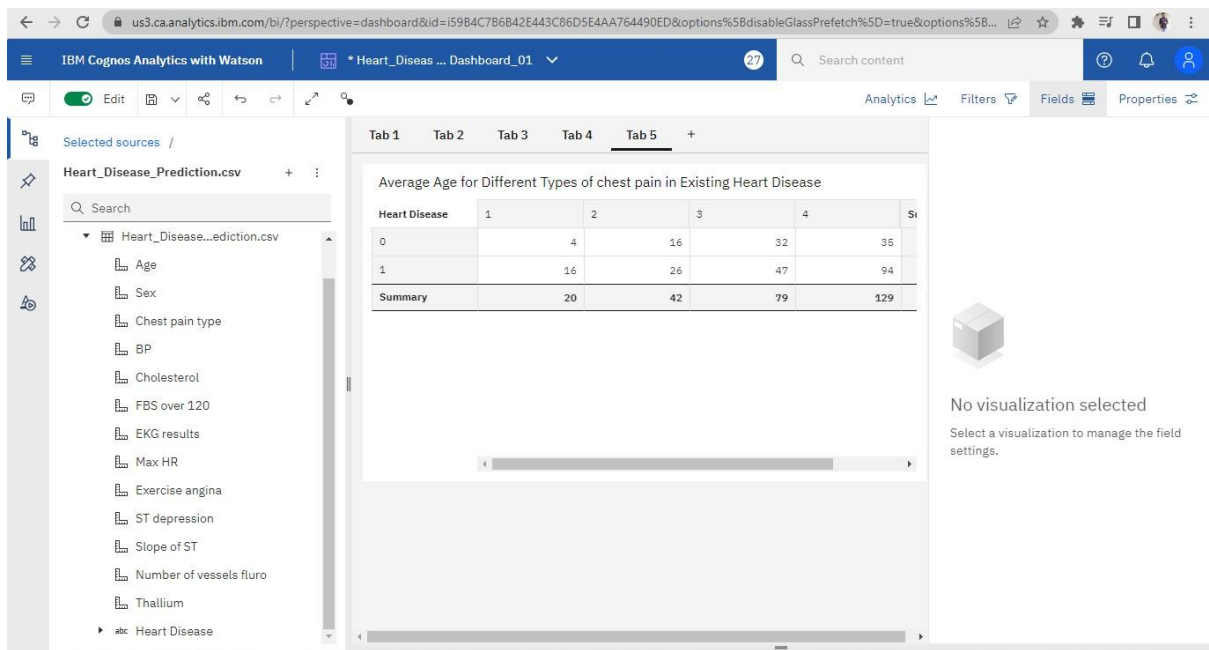 us3.ca.analytics.ibm.com/bi/?perspective=dashboard&id=i59B4C7B6B42E443C86D5E4AA764490ED&options%5BdisableGlassPrefetch%5D=true&options%5B...
IBM Cognos Analytics with Watson
* Heart_Diseas ... Dashboard_01
27
Search content
Edit
Analytics
Filters
Fields
Properties
Selected sources /
Tab 1 Tab 2 Tab 3 Tab 4 Tab 5 +
Heart_Disease_Prediction.csv + :
Average Age for Different Types of chest pain in Existing Heart Disease
Search
Heart Disease 1 2 3 4
Heart_Disease...ediction.csv
0 4 16 32 35
Age
1 16 26 47 94
Sex
Summary 20 42 79 129
Chest pain type
BP
Cholesterol
FBS over 120
EKG results
Max HR
Exercise angina
ST depression
Slope of ST
Number of vessels fluro
Thallium
abc Heart Disease
No visualization selected
Select a visualization to manage the field
settings.